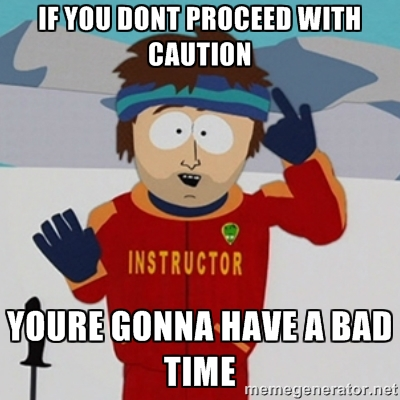 IF YOU DONT PROCEED WITH
CAUTION
INSTRUCTOR
YOURE GONNA HAVE A BAD
TIME
memegenerator.net